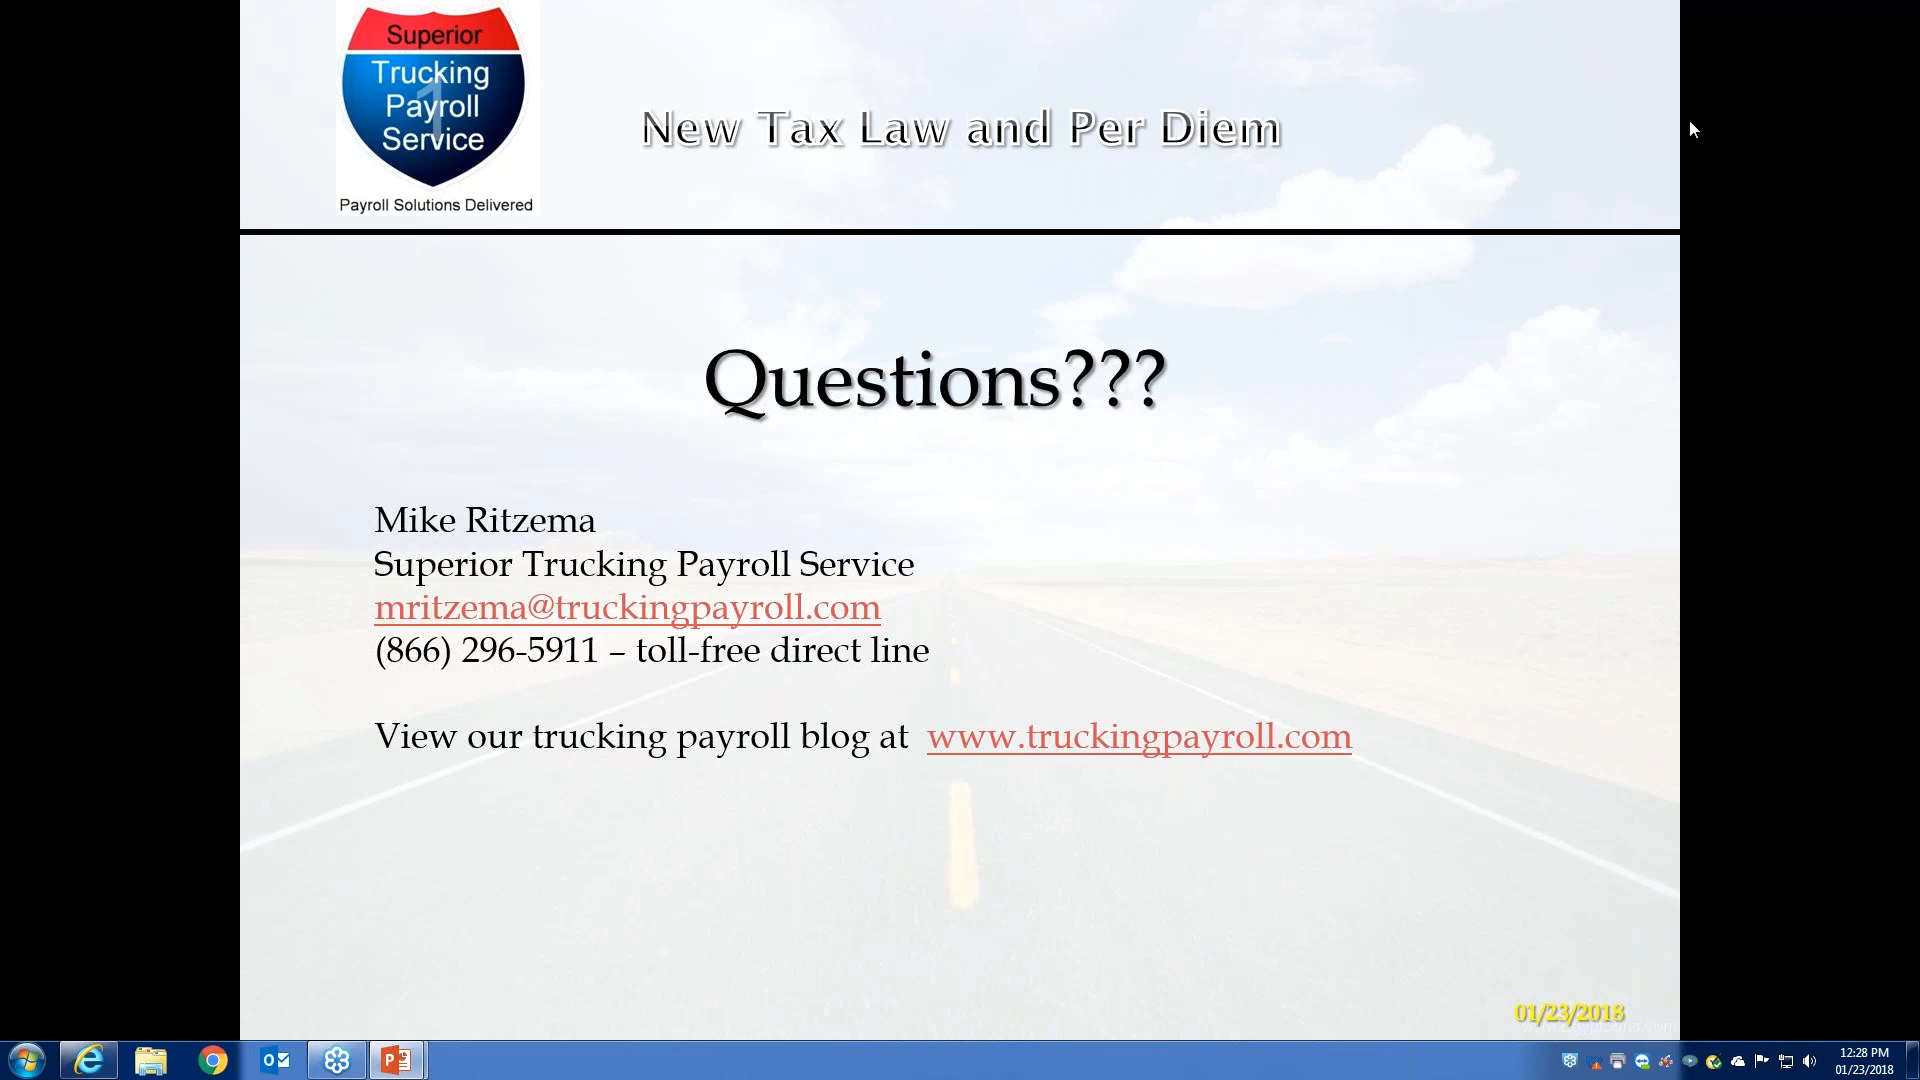 Superior
Trucking
Payroll
Service
Payroll Solutions Delivered
New Tax Law and Per Diem
Questions???
Mike Ritzema
Superior Trucking Payroll Service
mritzema@truckingpayroll.com
(866) 296-5911 – toll-free direct line
View our trucking payroll blog at www.truckingpayroll.com
01/23/2018
12:28 PM
01/23/2018